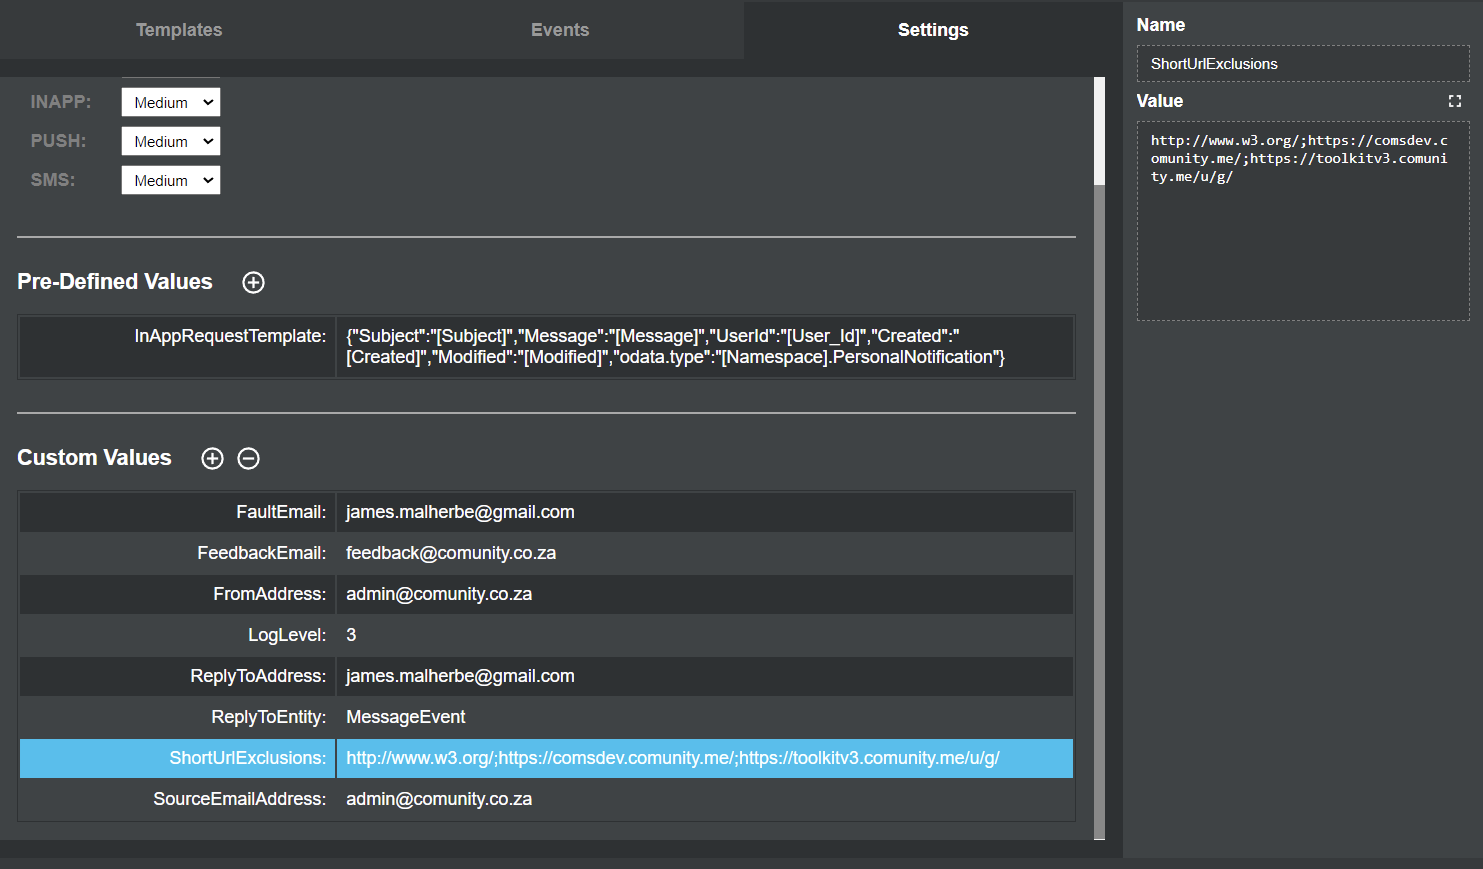 Templates
Events
Settings
INAPP:
Medium
PUSH:
Medium
SMS:
Medium
Pre-Defined Values
InAppRequestTemplate:
{"Subject":"[Subject]","Message":"[Message]","UserId":"[User_Id]","Created":"
[Created]","Modified":"[Modified]","odata.type":"[Namespace].PersonalNotification"}
Custom Values
FaultEmail:
james.malherbe@gmail.com
FeedbackEmail:
feedback@comunity.co.za
FromAddress:
admin@comunity.co.za
LogLevel:
3
ReplyToAddress:
james.malherbe@gmail.com
ReplyToEntity:
MessageEvent
ShortUrlExclusions:
http://www.w3.org/;https://comsdev.comunity.me/;https://toolkitv3.comunity.me/u/g/
SourceEmailAddress:
admin@comunity.co.za
Name
ShortUrlExclusions
Value
http://www.w3.org/;https://comsdev.c
omunity.me/;https://toolkitv3.comuni
ty.me/u/g/